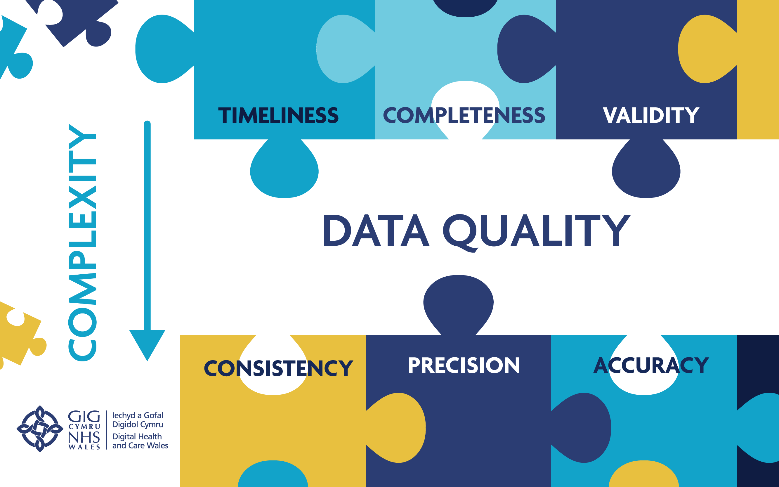 TIMELINESS
COMPLETENESS
VALIDITY
COMPLEXITY
DATA QUALITY
CONSISTENCY
PRECISION
ACCURACY
GIG
CYMRU
NHS
WALES
Iechyd a Gofal
Digidol Cymru
Digital Health
and Care Wales